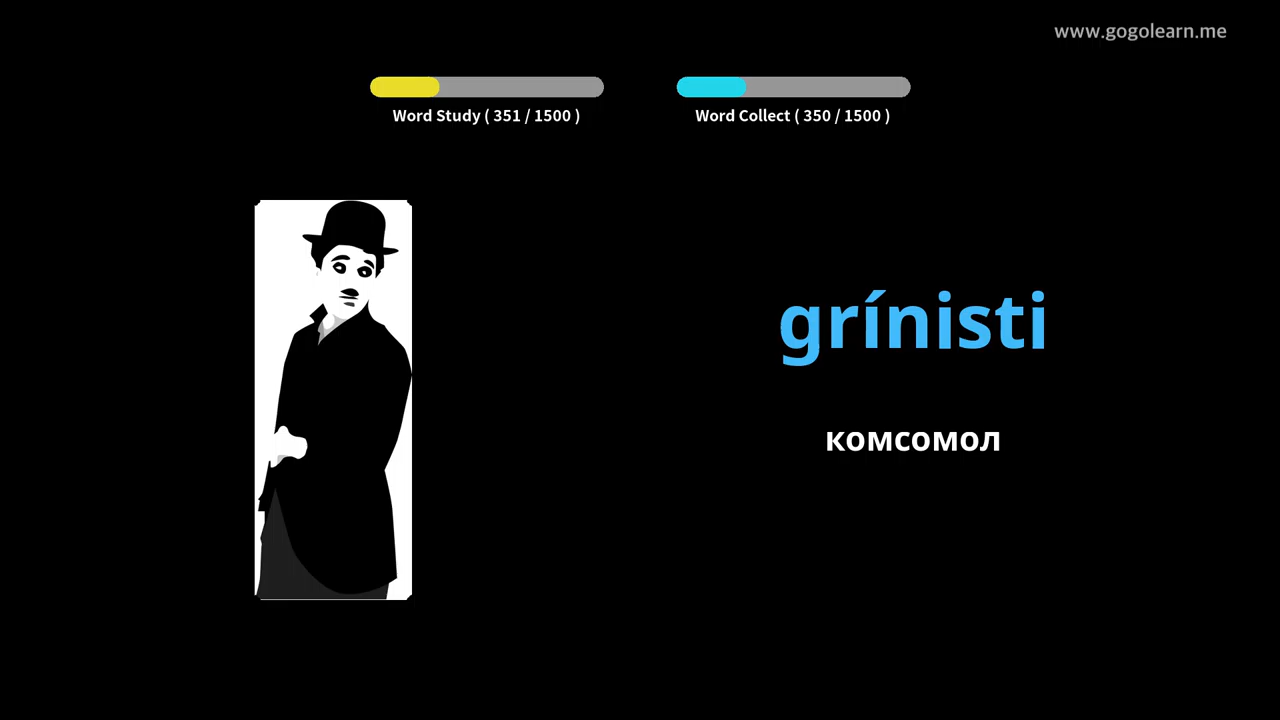 www.gogolearn.me
Word Study ( 351 / 1500 )
Word Collect ( 350 / 1500 )
grínisti
комсомол